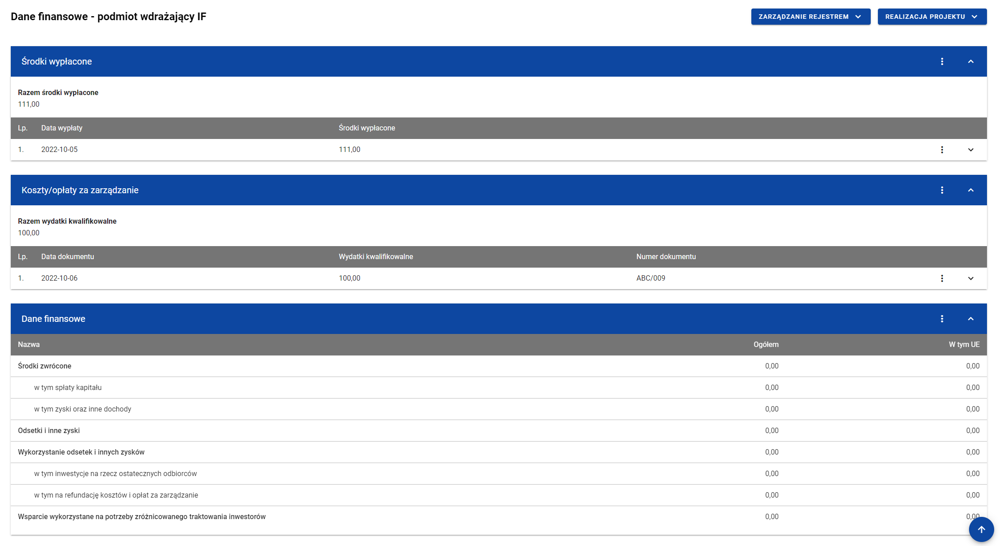 Dane finansowe - podmiot wdrażający IF
ZARZĄDZANIE REJESTREM
REALIZACJA PROJEKTU
Środki wypłacone
Razem środki wypłacone
111,00
Lp. Data wypłaty Środki wypłacone
1. 2022-10-05 111,00
Koszty/opłaty za zarządzanie
Razem wydatki kwalifikowalne
100,00
Lp. Data dokumentu Wydatki kwalifikowalne Numer dokumentu
1. 2022-10-06 100,00 ABC/009
Dane finansowe
Nazwa Ogółem W tym UE
Środki zwrócone 0,00 0,00
w tym spłaty kapitału 0,00 0,00
w tym zyski oraz inne dochody 0,00 0,00
Odsetki i inne zyski 0,00 0,00
Wykorzystanie odsetek i innych zysków 0,00 0,00
w tym inwestycje na rzecz ostatecznych odbiorców 0,00 0,00
w tym na refundację kosztów i opłat za zarządzanie 0,00 0,00
Wsparcie wykorzystane na potrzeby zróżnicowanego traktowania inwestorów 0,00 0,00